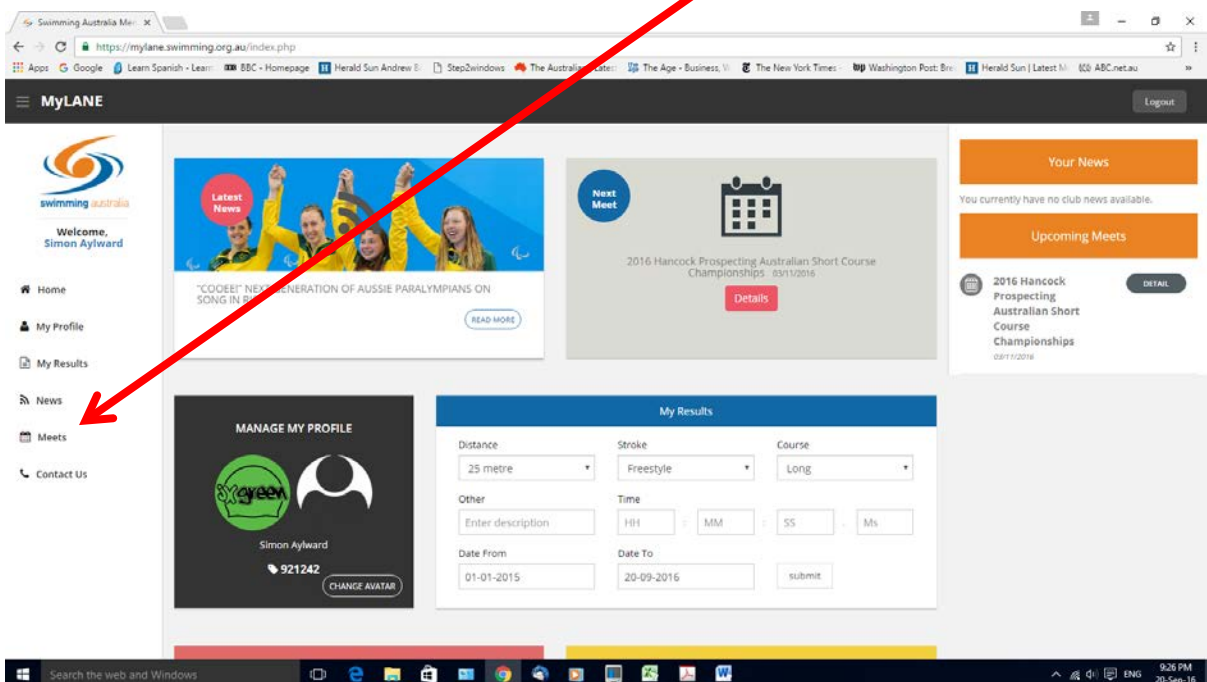 Swimming Australia Mem
https://mylane.swimming.org.au/index.php
Apps Google Learn Spanish - Learn BBC - Homepage Herald Sun Andrew B Step2windows The Australian Latest The Age - Business, W The New York Times - Washington Post: Bre Herald Sun | Latest M ABC.net.au
MyLANE
Logout
swimming australia
Welcome,
Simon Aylward
Home
My Profile
My Results
News
Meets
Contact Us
Latest
News
"COOEE!" NEXT GENERATION OF AUSSIE PARALYMPIANS ON
SONG IN
READ MORE
Next
Meet
2016 Hancock Prospecting Australian Short Course
Championships 03/11/2016
Details
Your News
You currently have no club news available.
Upcoming Meets
2016 Hancock
Prospecting
Australian Short
Course
Championships
03/11/2016
DETAIL
MANAGE MY PROFILE
green
Simon Aylward
921242
CHANGE AVATAR
My Results
Distance Stroke Course
25 metre Freestyle Long
Other Time
Enter description HH : MM : SS . Ms
Date From Date To
01-01-2015 20-09-2016 submit
Search the web and Windows
ENG 9:26 PM
20-Sep-16